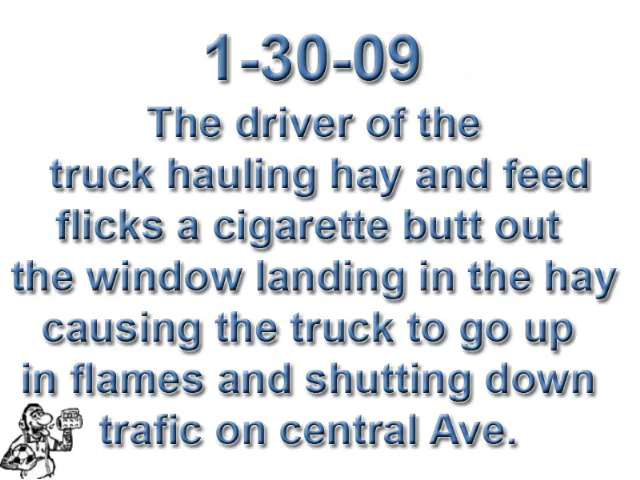 1-30-09
The driver of the
truck hauling hay and feed
flicks a cigarette butt out
the window landing in the hay
causing the truck to go up
in flames and shutting down
trafic on central Ave.